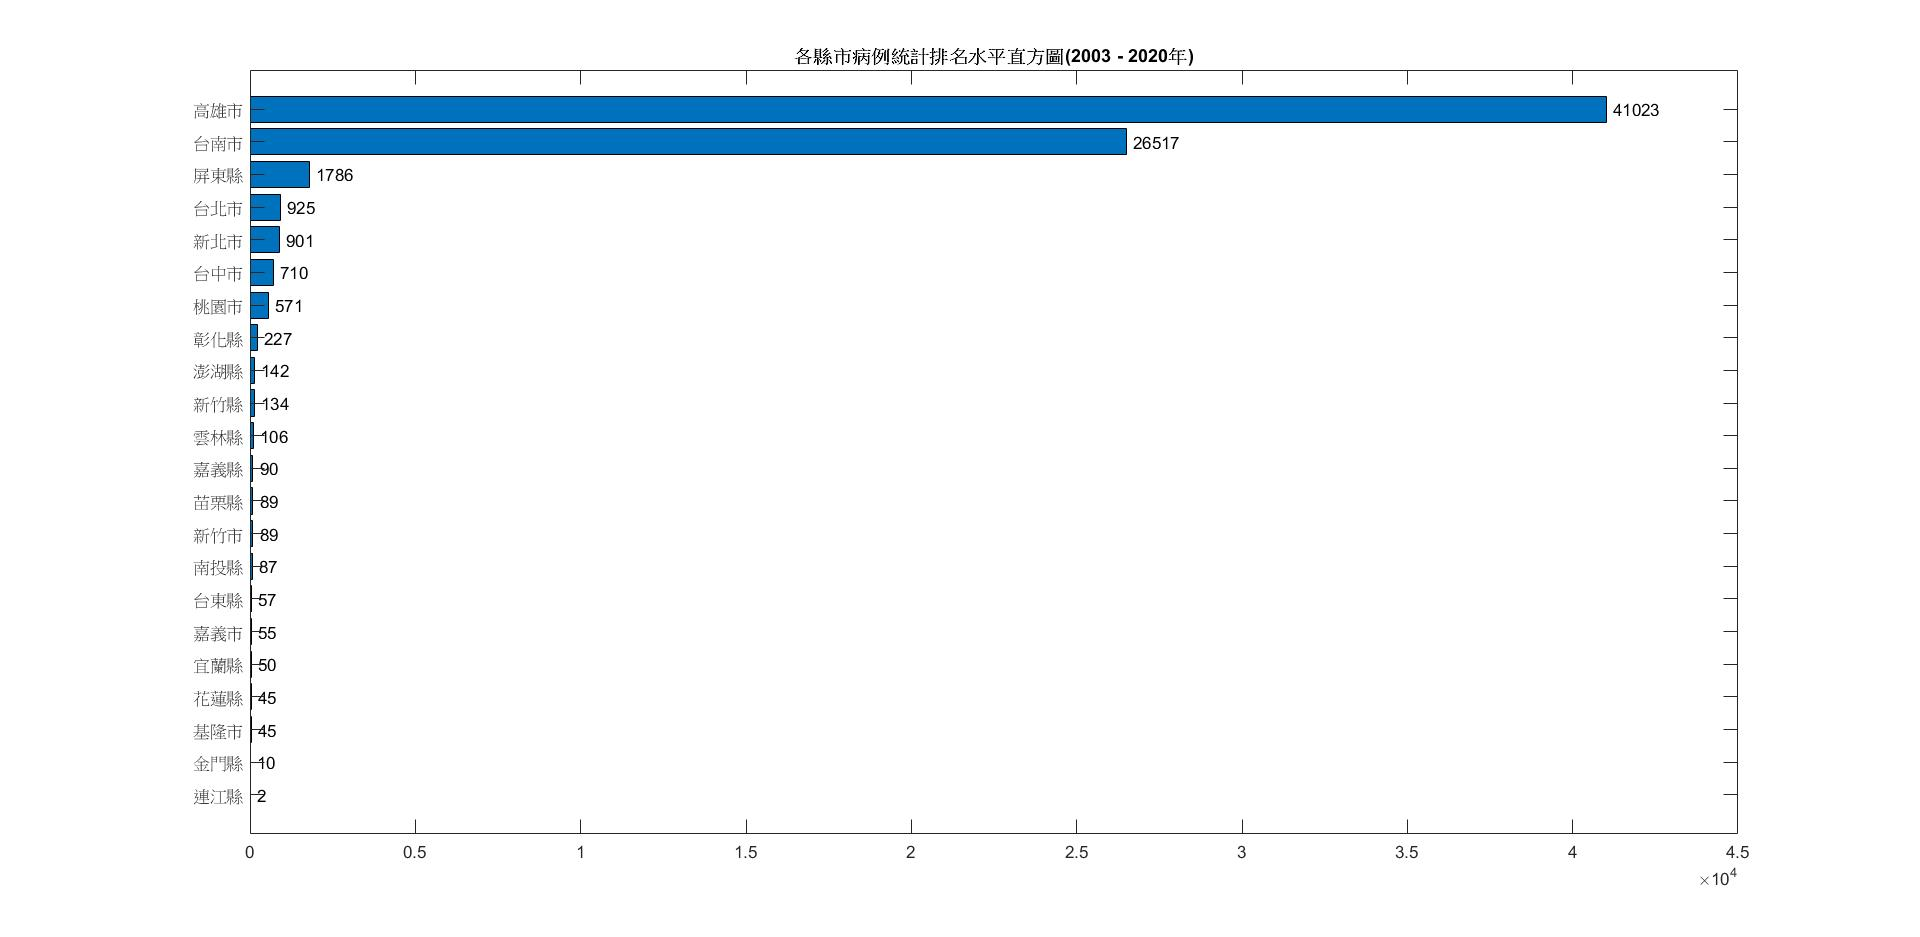 各縣市病例統計排名水平直方圖(2003 - 2020年)
高雄市 41023
台南市 26517
屏東縣 1786
台北市 925
新北市 901
台中市 710
桃園市 571
彰化縣 227
澎湖縣 142
新竹縣 134
雲林縣 106
嘉義縣 90
苗栗縣 89
新竹市 89
南投縣 87
台東縣 57
嘉義市 55
宜蘭縣 50
花蓮縣 45
基隆市 45
金門縣 10
連江縣 2
0 0.5 1 1.5 2 2.5 3 3.5 4 4.5
×10⁴